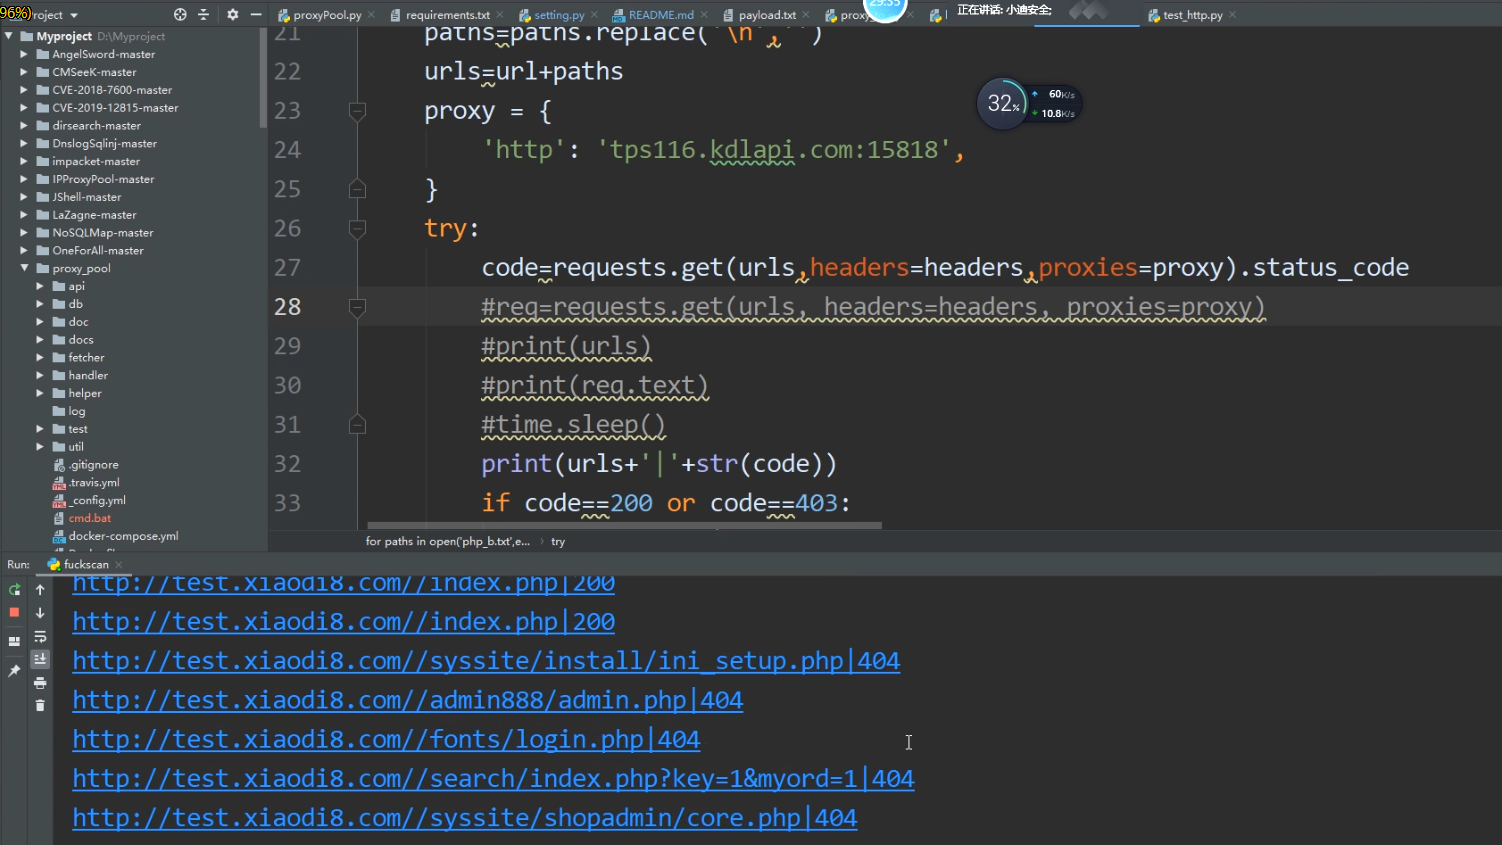 96%)
roject
proxyPool.py
requirements.txt
setting.py
README.md
payload.txt
29:35
正在讲话: 小迪安全;
test_http.py
Myproject D:\Myproject
AngelSword-master
CMSeeK-master
CVE-2018-7600-master
CVE-2019-12815-master
dirsearch-master
DnslogSqlinj-master
impacket-master
IPProxyPool-master
JShell-master
LaZagne-master
NoSQLMap-master
OneForAll-master
proxy_pool
api
db
doc
docs
fetcher
handler
helper
log
test
util
.gitignore
.travis.yml
_config.yml
cmd.bat
docker-compose.yml
21 paths=paths.replace('\n','')
22 urls=url+paths
23 proxy = {
24 'http': 'tps116.kdlapi.com:15818',
25 }
26 try:
27 code=requests.get(urls,headers=headers,proxies=proxy).status_code
28 #req=requests.get(urls, headers=headers, proxies=proxy)
29 #print(urls)
30 #print(req.text)
31 #time.sleep()
32 print(urls+'|'+str(code))
33 if code==200 or code==403:
32%
60K/s
10.8K/s
for paths in open('php_b.txt',e... › try
Run: fuckscan
http://test.xiaodi8.com//index.php|200
http://test.xiaodi8.com//index.php|200
http://test.xiaodi8.com//syssite/install/ini_setup.php|404
http://test.xiaodi8.com//admin888/admin.php|404
http://test.xiaodi8.com//fonts/login.php|404
http://test.xiaodi8.com//search/index.php?key=1&myord=1|404
http://test.xiaodi8.com//syssite/shopadmin/core.php|404